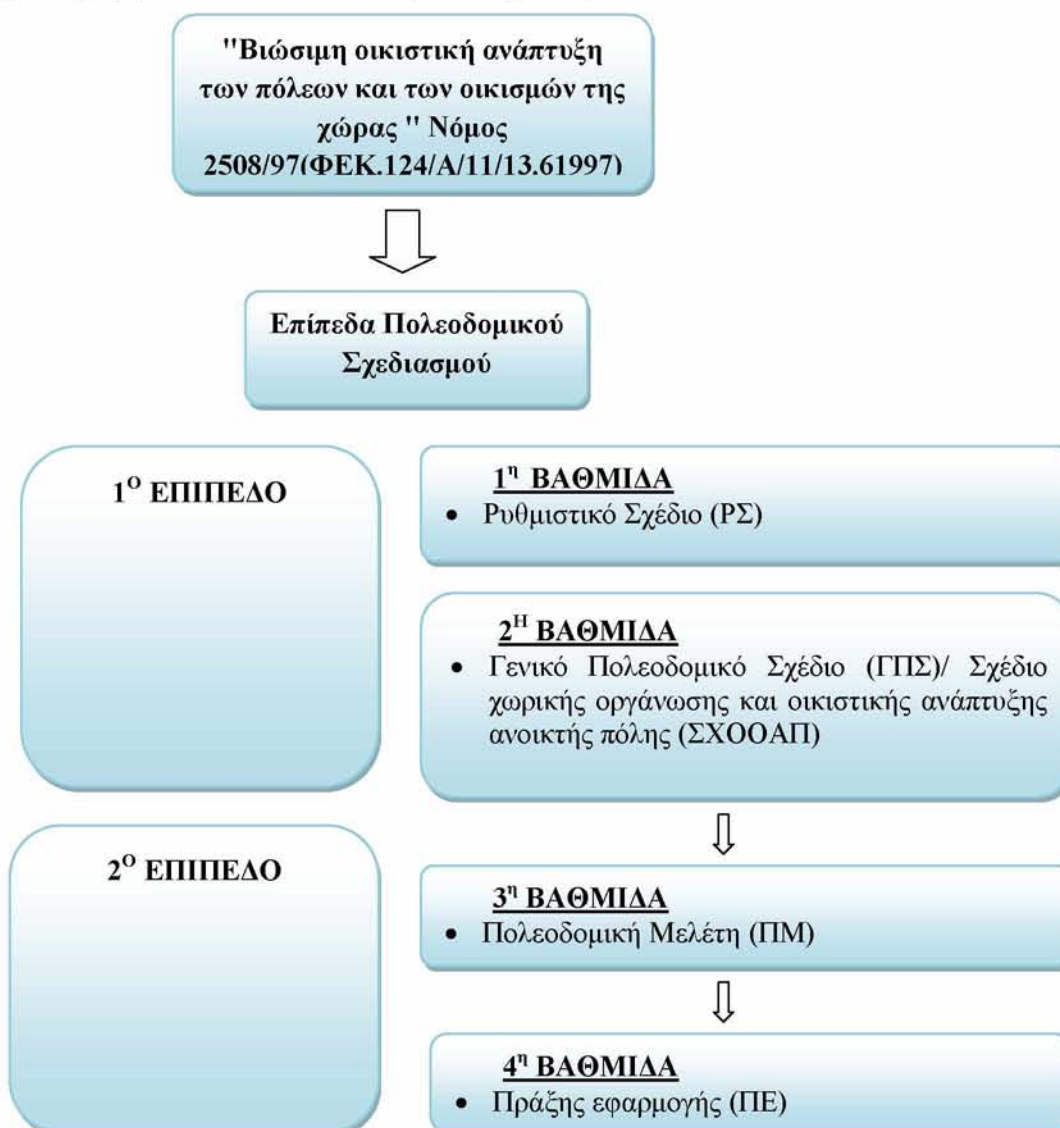 "Βιώσιμη οικιστική ανάπτυξη
των πόλεων και των οικισμών της
χώρας " Νόμος
2508/97(ΦΕΚ.124/Α/11/13.61997)
Επίπεδα Πολεοδομικού
Σχεδιασμού
1Ο ΕΠΙΠΕΔΟ
1η ΒΑΘΜΙΔΑ
• Ρυθμιστικό Σχέδιο (ΡΣ)
2Η ΒΑΘΜΙΔΑ
• Γενικό Πολεοδομικό Σχέδιο (ΓΠΣ)/ Σχέδιο
χωρικής οργάνωσης και οικιστικής ανάπτυξης
ανοικτής πόλης (ΣΧΟΟΑΠ)
2Ο ΕΠΙΠΕΔΟ
3η ΒΑΘΜΙΔΑ
• Πολεοδομική Μελέτη (ΠΜ)
4η ΒΑΘΜΙΔΑ
• Πράξης εφαρμογής (ΠΕ)